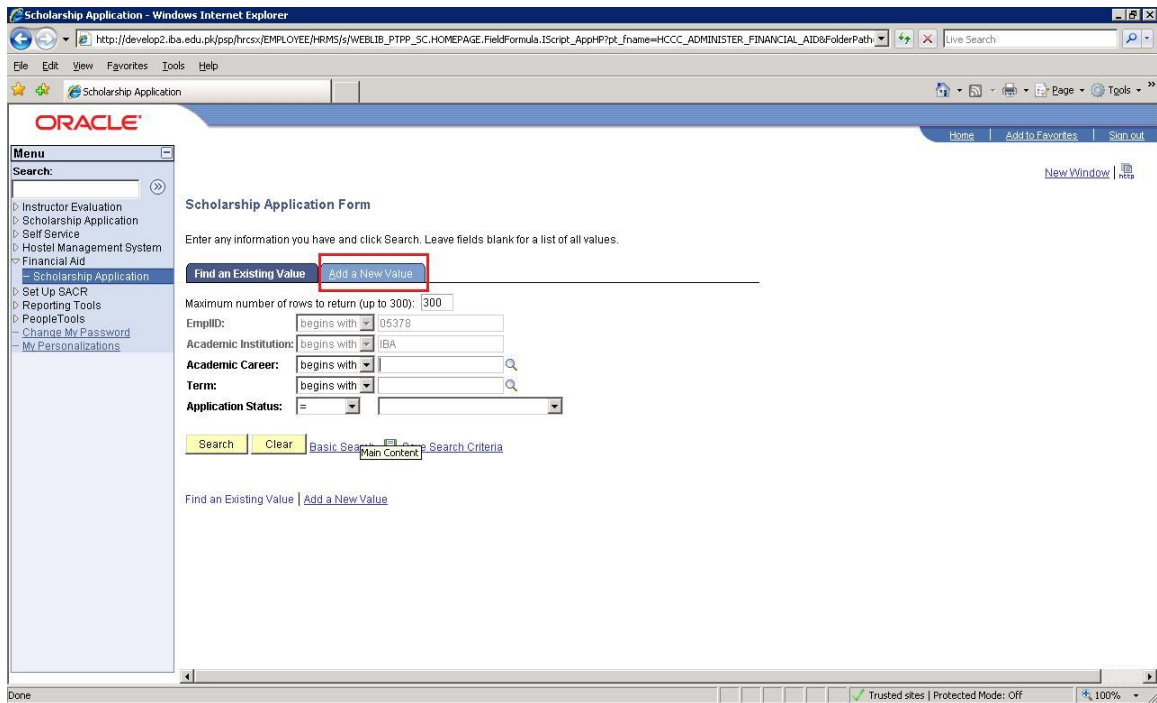 Scholarship Application - Windows Internet Explorer
http://develop2.iba.edu.pk/psp/hrcsx/EMPLOYEE/HRMS/s/WEBLIB_PTPP_SC.HOMEPAGE.FieldFormula.IScript_AppHP?pt_fname=HCCC_ADMINISTER_FINANCIAL_AID&FolderPath
Live Search
File Edit View Favorites Tools Help
Scholarship Application
Page Tools
ORACLE
Home | Add to Favorites | Sign out
Menu
Search:
Instructor Evaluation
Scholarship Application
Self Service
Hostel Management System
Financial Aid
Scholarship Application
Set Up SACR
Reporting Tools
PeopleTools
Change My Password
My Personalizations
New Window | http
Scholarship Application Form
Enter any information you have and click Search. Leave fields blank for a list of all values.
Find an Existing Value Add a New Value
Maximum number of rows to return (up to 300): 300
EmplID: begins with 05378
Academic Institution: begins with IBA
Academic Career: begins with
Term: begins with
Application Status: =
Search Clear Basic Search Save Search Criteria
Main Content
Find an Existing Value | Add a New Value
Done
Trusted sites | Protected Mode: Off
100%